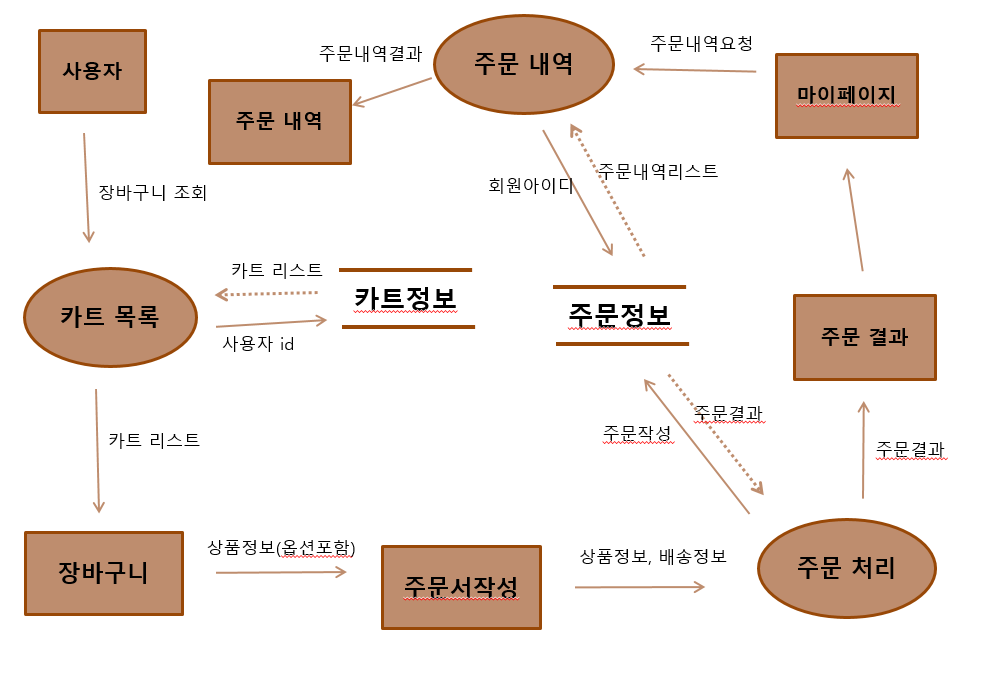 사용자
주문내역결과
주문 내역
주문내역요청
마이페이지
주문 내역
장바구니 조회
회원아이디
주문내역리스트
카트 리스트
카트정보
카트 목록
사용자 id
주문정보
주문 결과
카트 리스트
주문작성
주문결과
주문결과
장바구니
상품정보(옵션포함)
주문서작성
상품정보, 배송정보
주문 처리